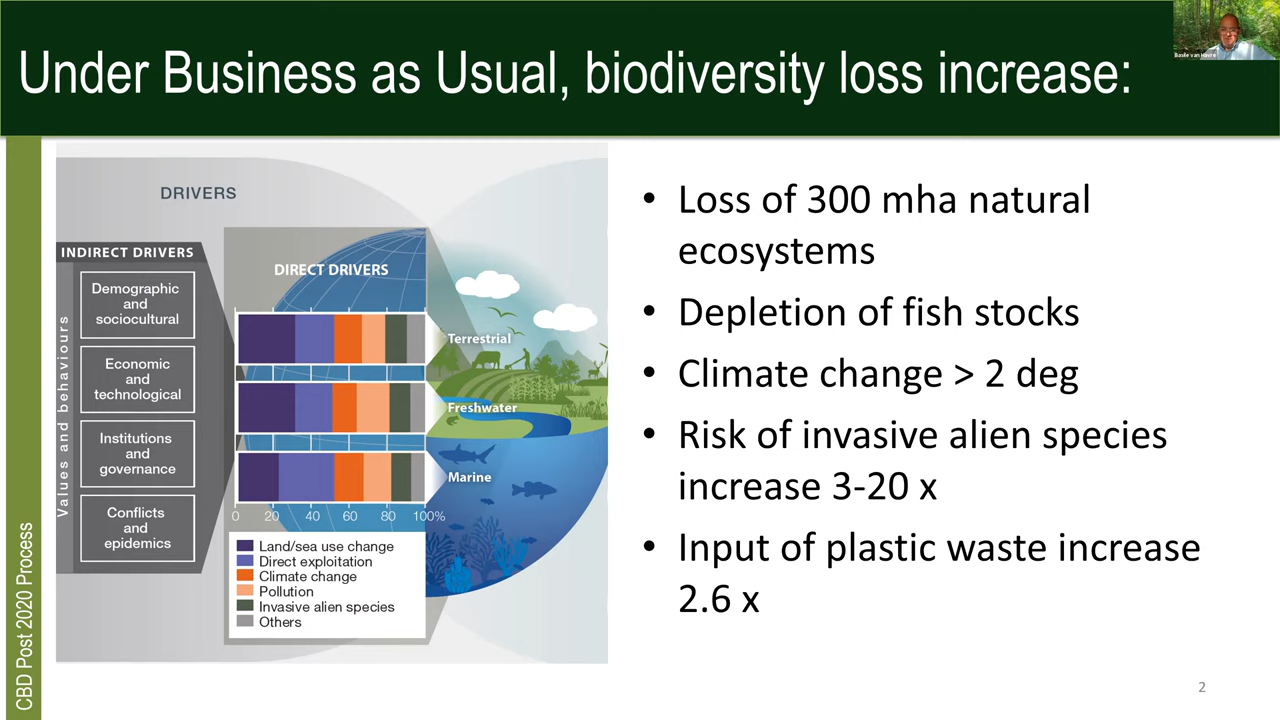 Under Business as Usual, biodiversity loss increase:
Basile van Havre
CBD Post 2020 Process
DRIVERS
INDIRECT DRIVERS
Values and behaviours
Demographic
and
sociocultural
Economic
and
technological
Institutions
and
governance
Conflicts
and
epidemics
DIRECT DRIVERS
Terrestrial
Freshwater
Marine
0 20 40 60 80 100%
Land/sea use change
Direct exploitation
Climate change
Pollution
Invasive alien species
Others
• Loss of 300 mha natural
ecosystems
• Depletion of fish stocks
• Climate change > 2 deg
• Risk of invasive alien species
increase 3-20 x
• Input of plastic waste increase
2.6 x
2